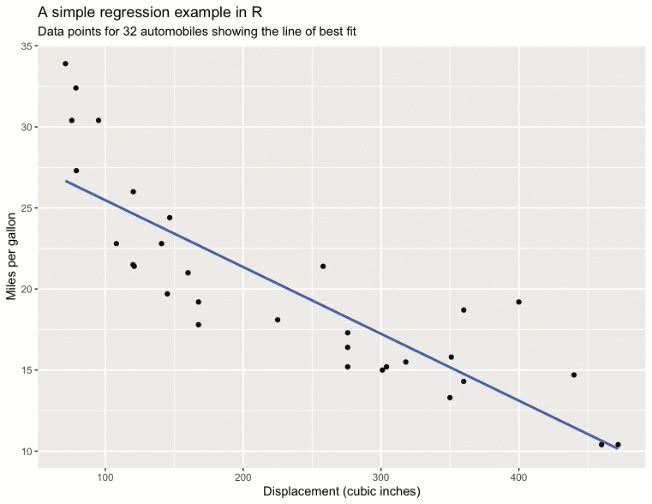 A simple regression example in R
Data points for 32 automobiles showing the line of best fit
35
30
25
20
15
10
Miles per gallon
100 200 300 400
Displacement (cubic inches)